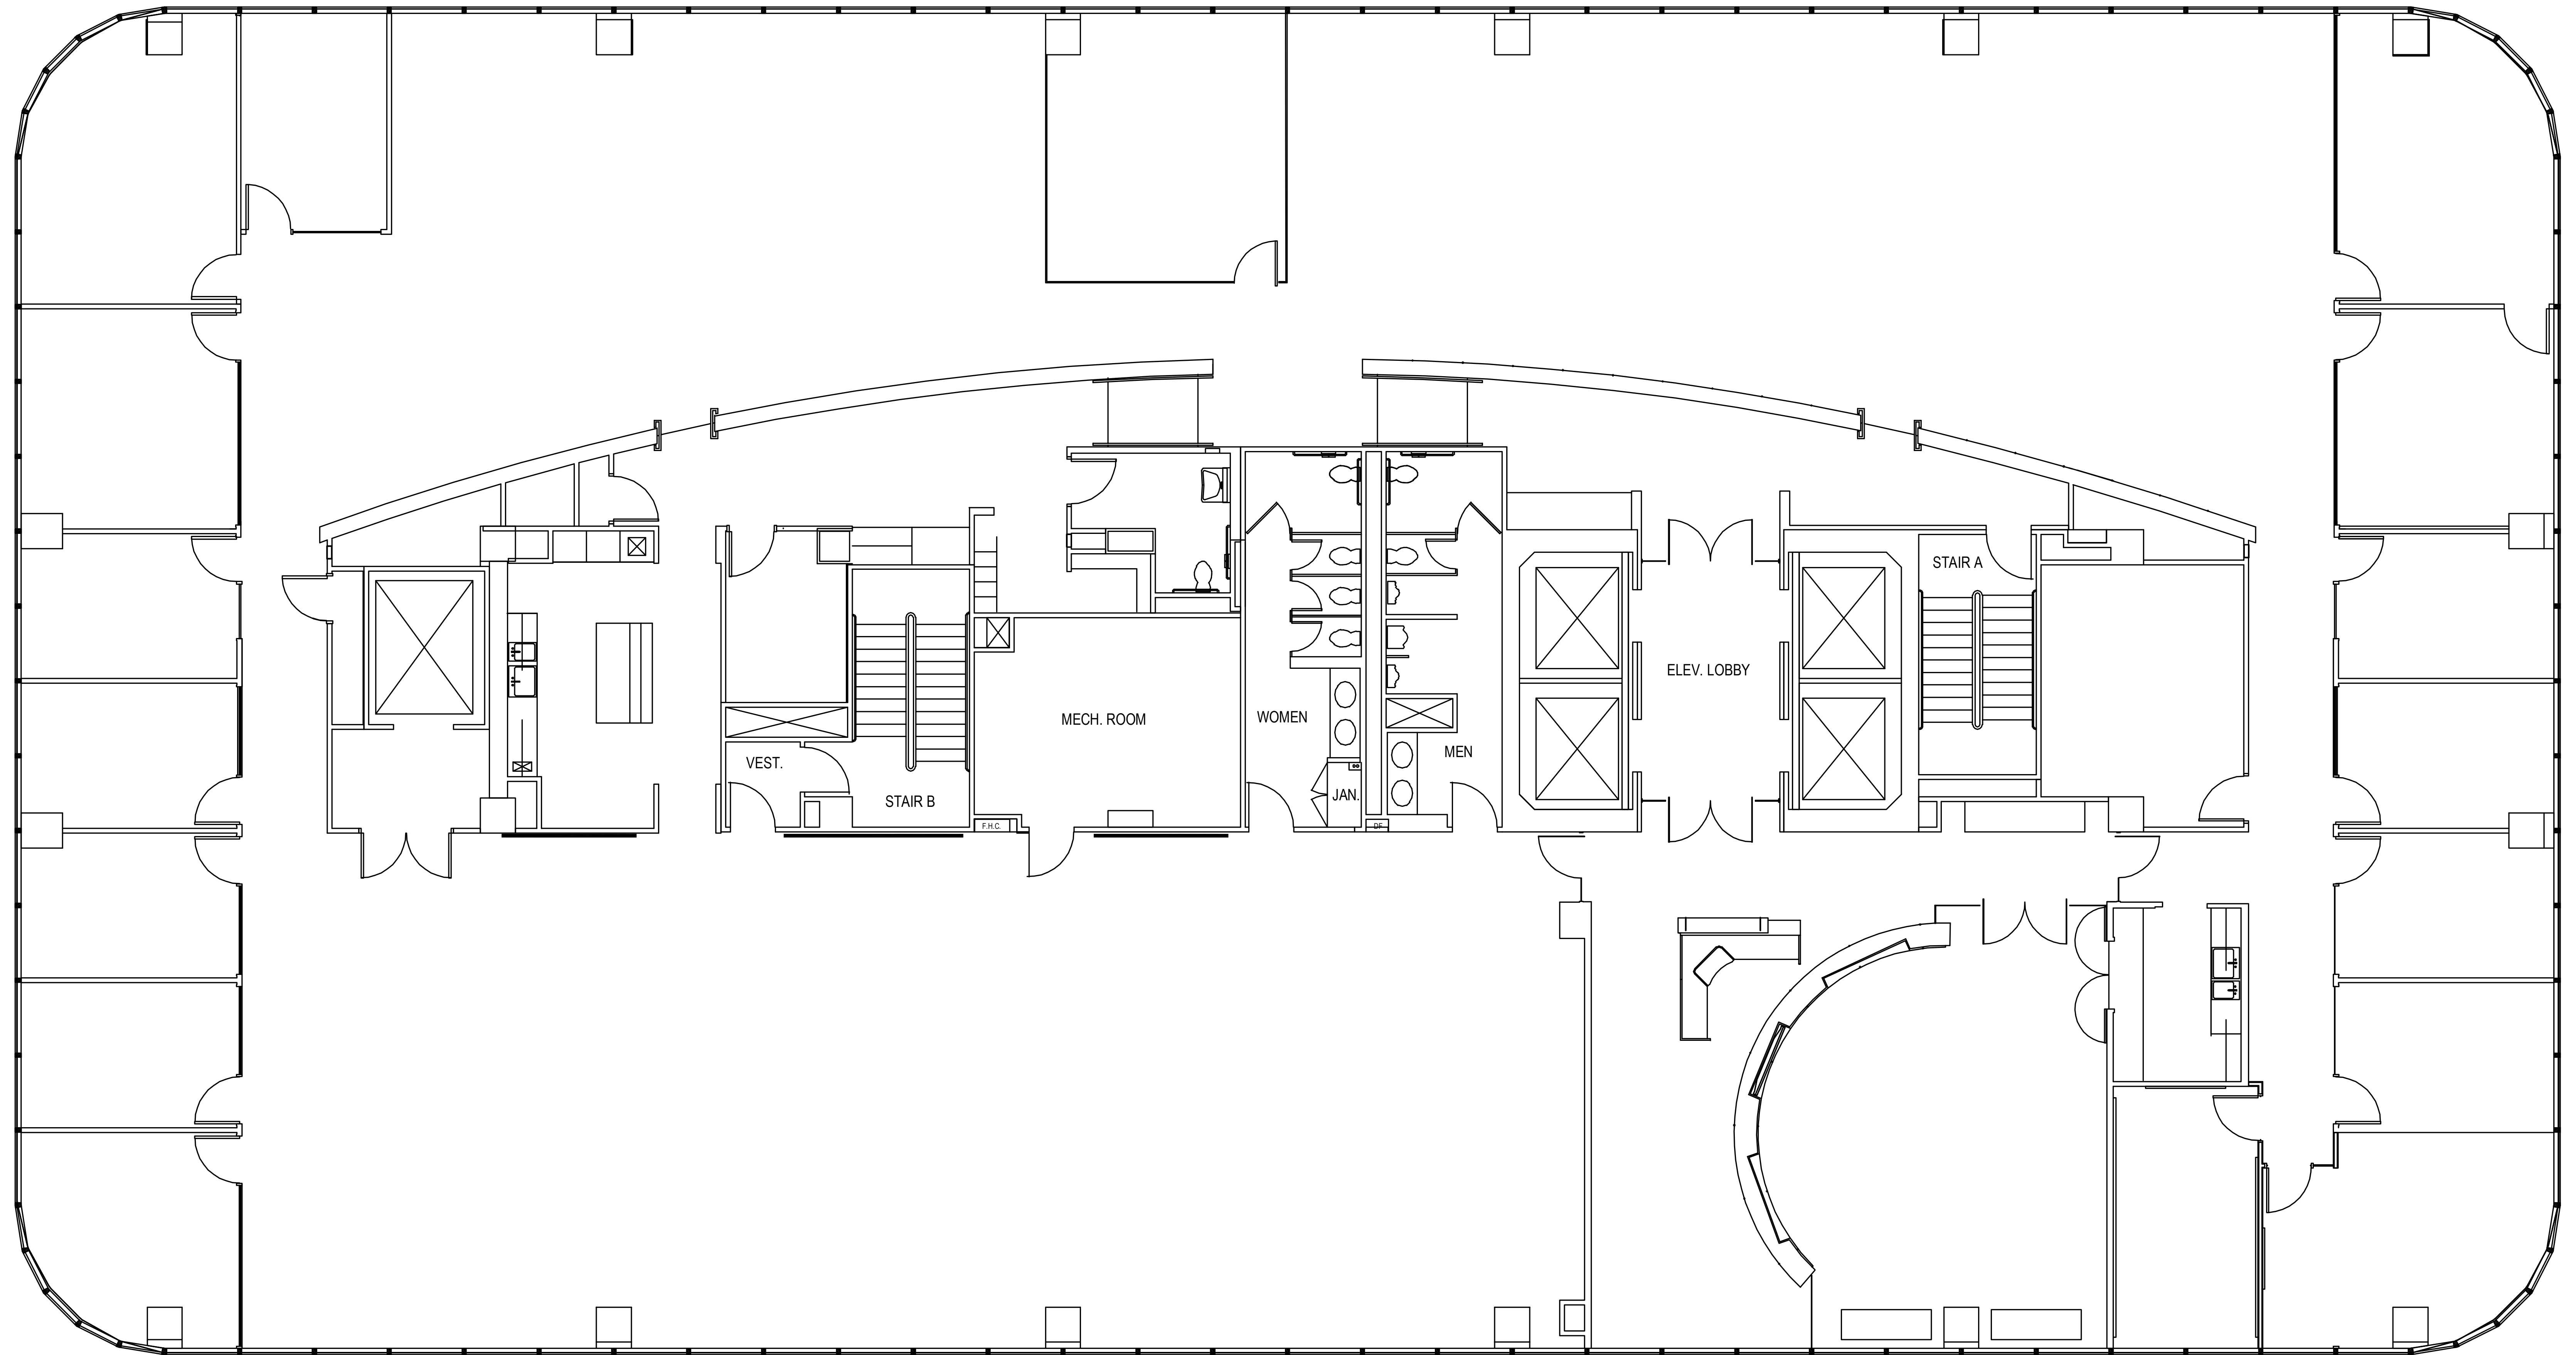 STAIR A
ELEV. LOBBY
MECH. ROOM
WOMEN
MEN
VEST.
JAN.
STAIR B
F.H.C.
DF